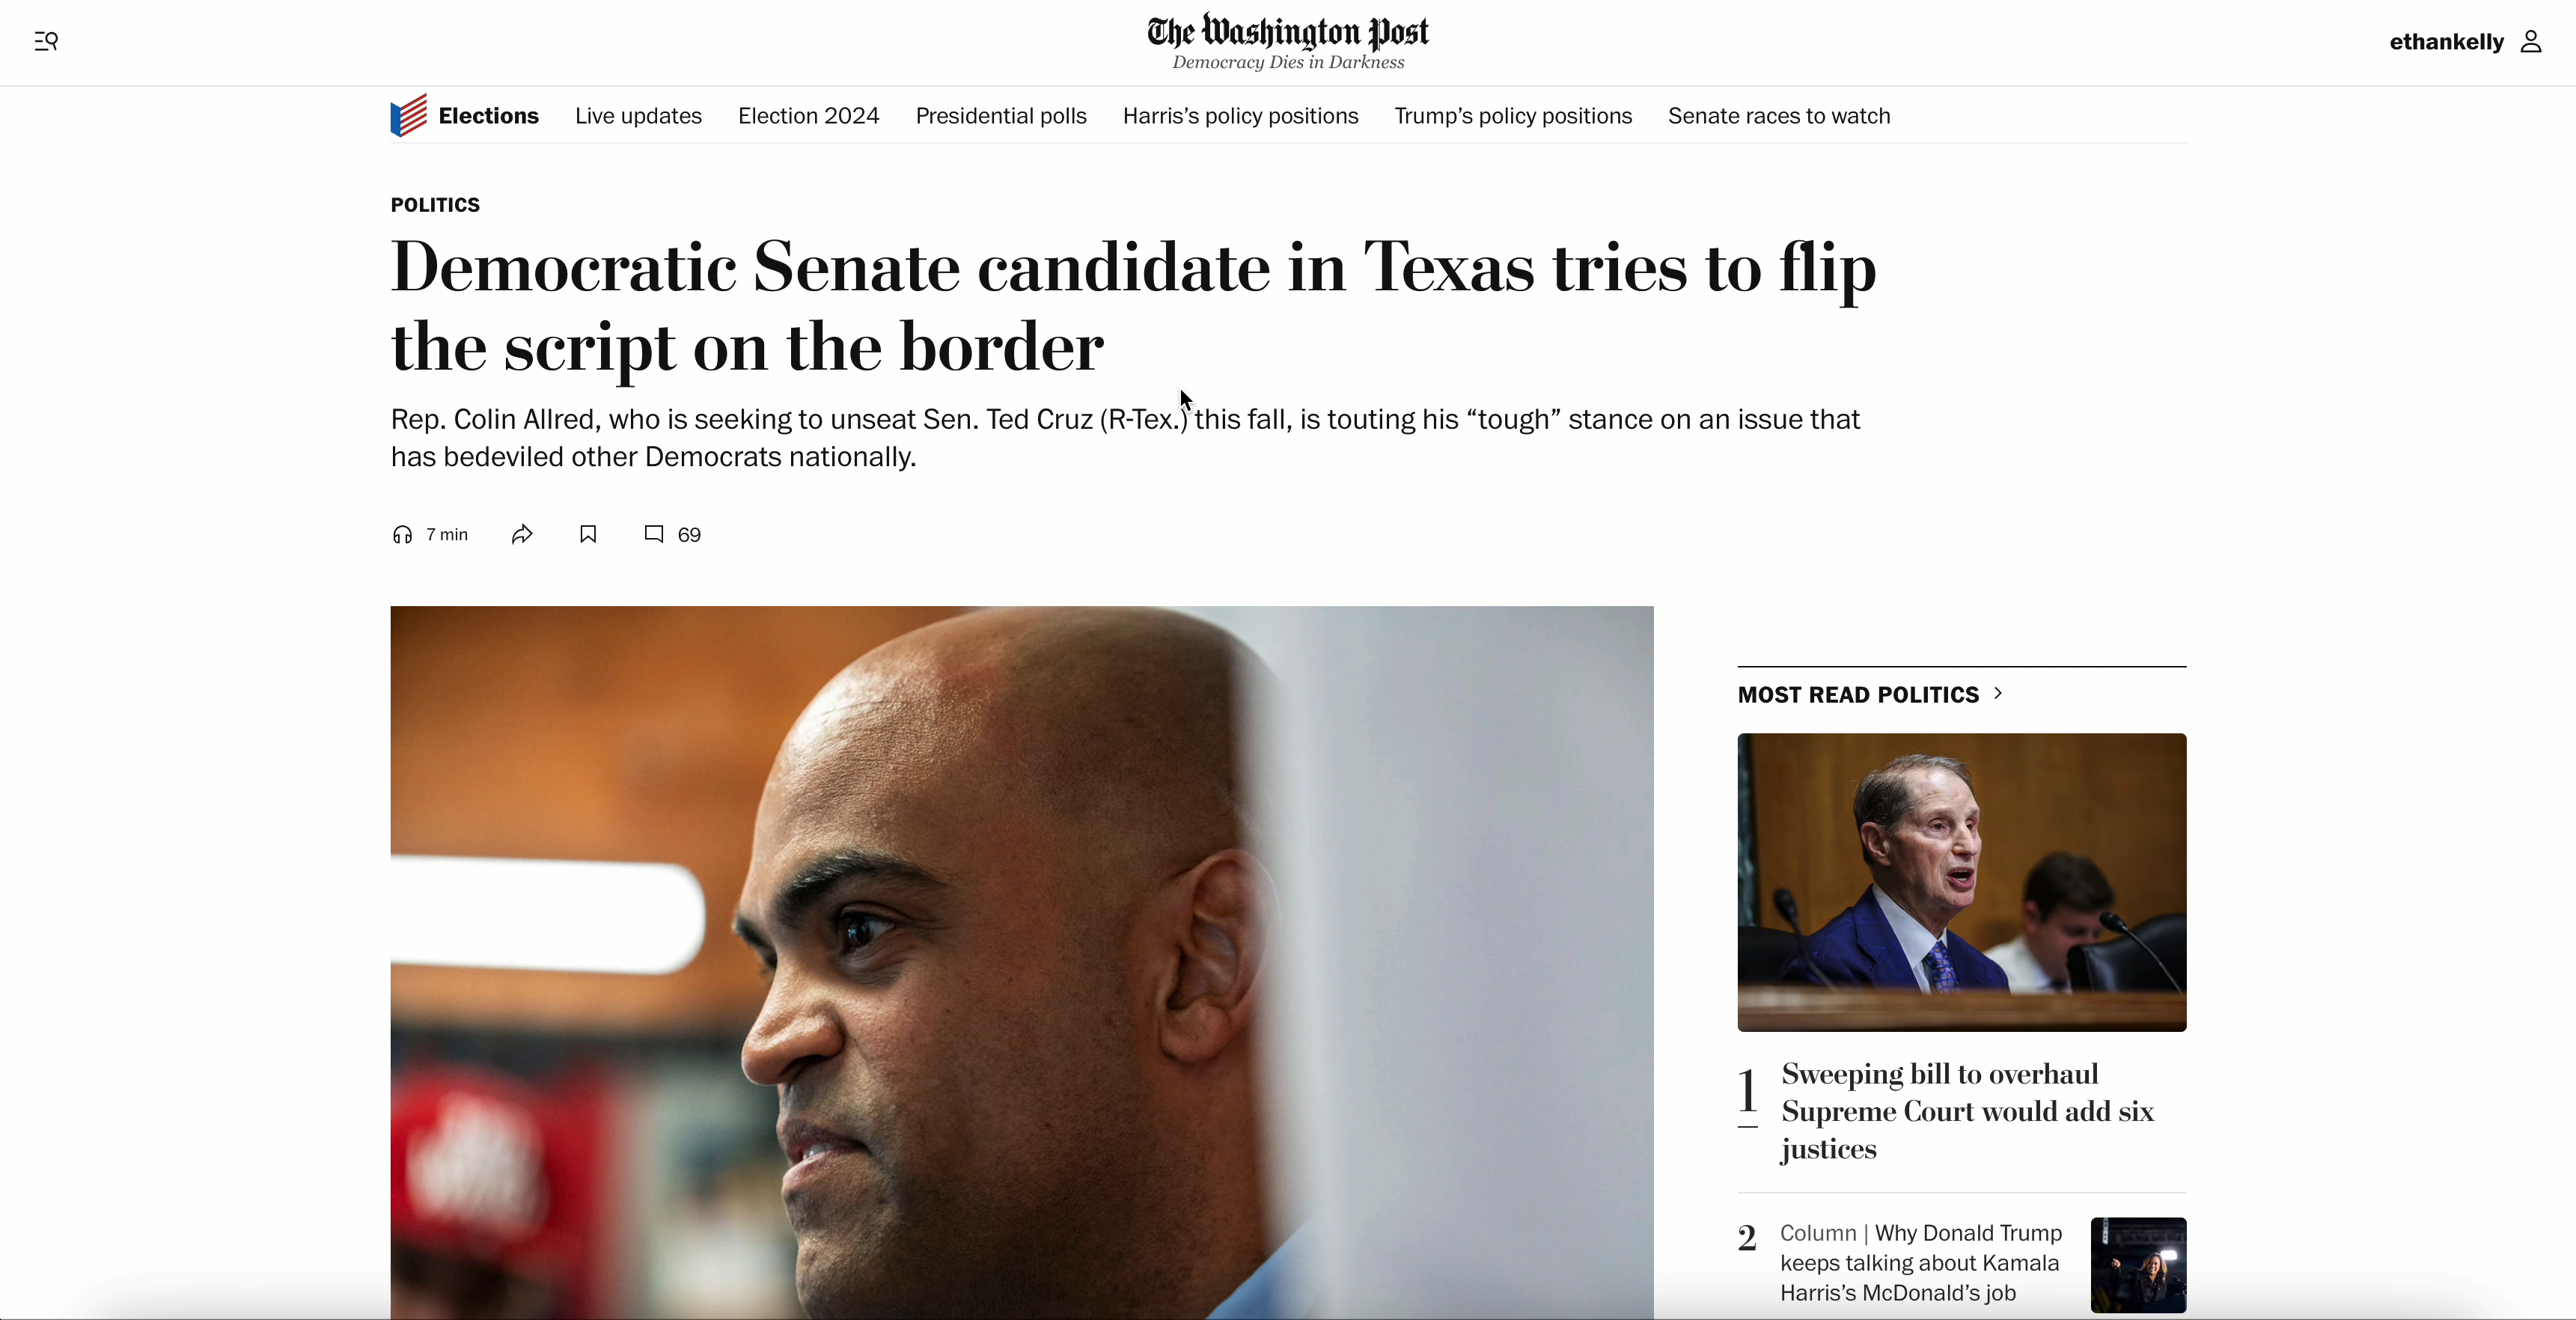 The Washington Post
Democracy Dies in Darkness
ethankelly
Elections Live updates Election 2024 Presidential polls Harris’s policy positions Trump’s policy positions Senate races to watch
POLITICS
Democratic Senate candidate in Texas tries to flip
the script on the border
Rep. Colin Allred, who is seeking to unseat Sen. Ted Cruz (R-Tex.) this fall, is touting his “tough” stance on an issue that
has bedeviled other Democrats nationally.
7 min 69
MOST READ POLITICS
1
Sweeping bill to overhaul
Supreme Court would add six
justices
2
Column | Why Donald Trump
keeps talking about Kamala
Harris’s McDonald’s job